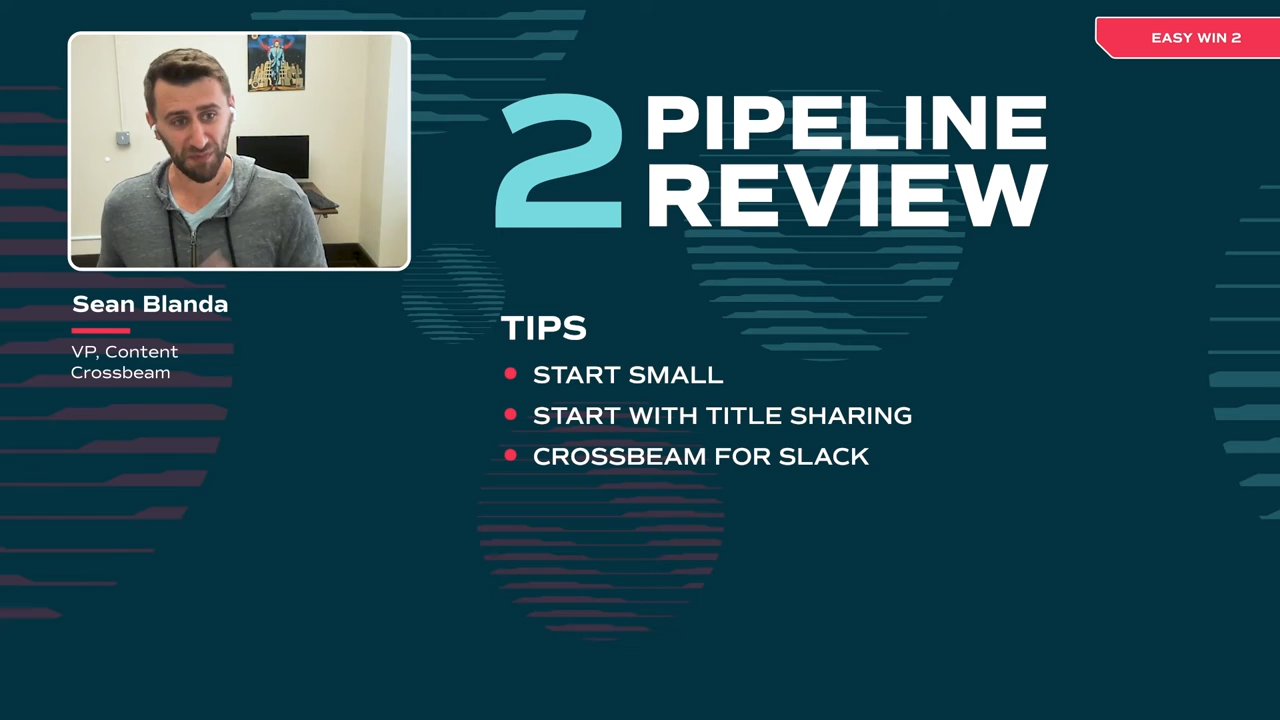 EASY WIN 2
2 PIPELINE
REVIEW
Sean Blanda
VP, Content
Crossbeam
TIPS
START SMALL
START WITH TITLE SHARING
CROSSBEAM FOR SLACK